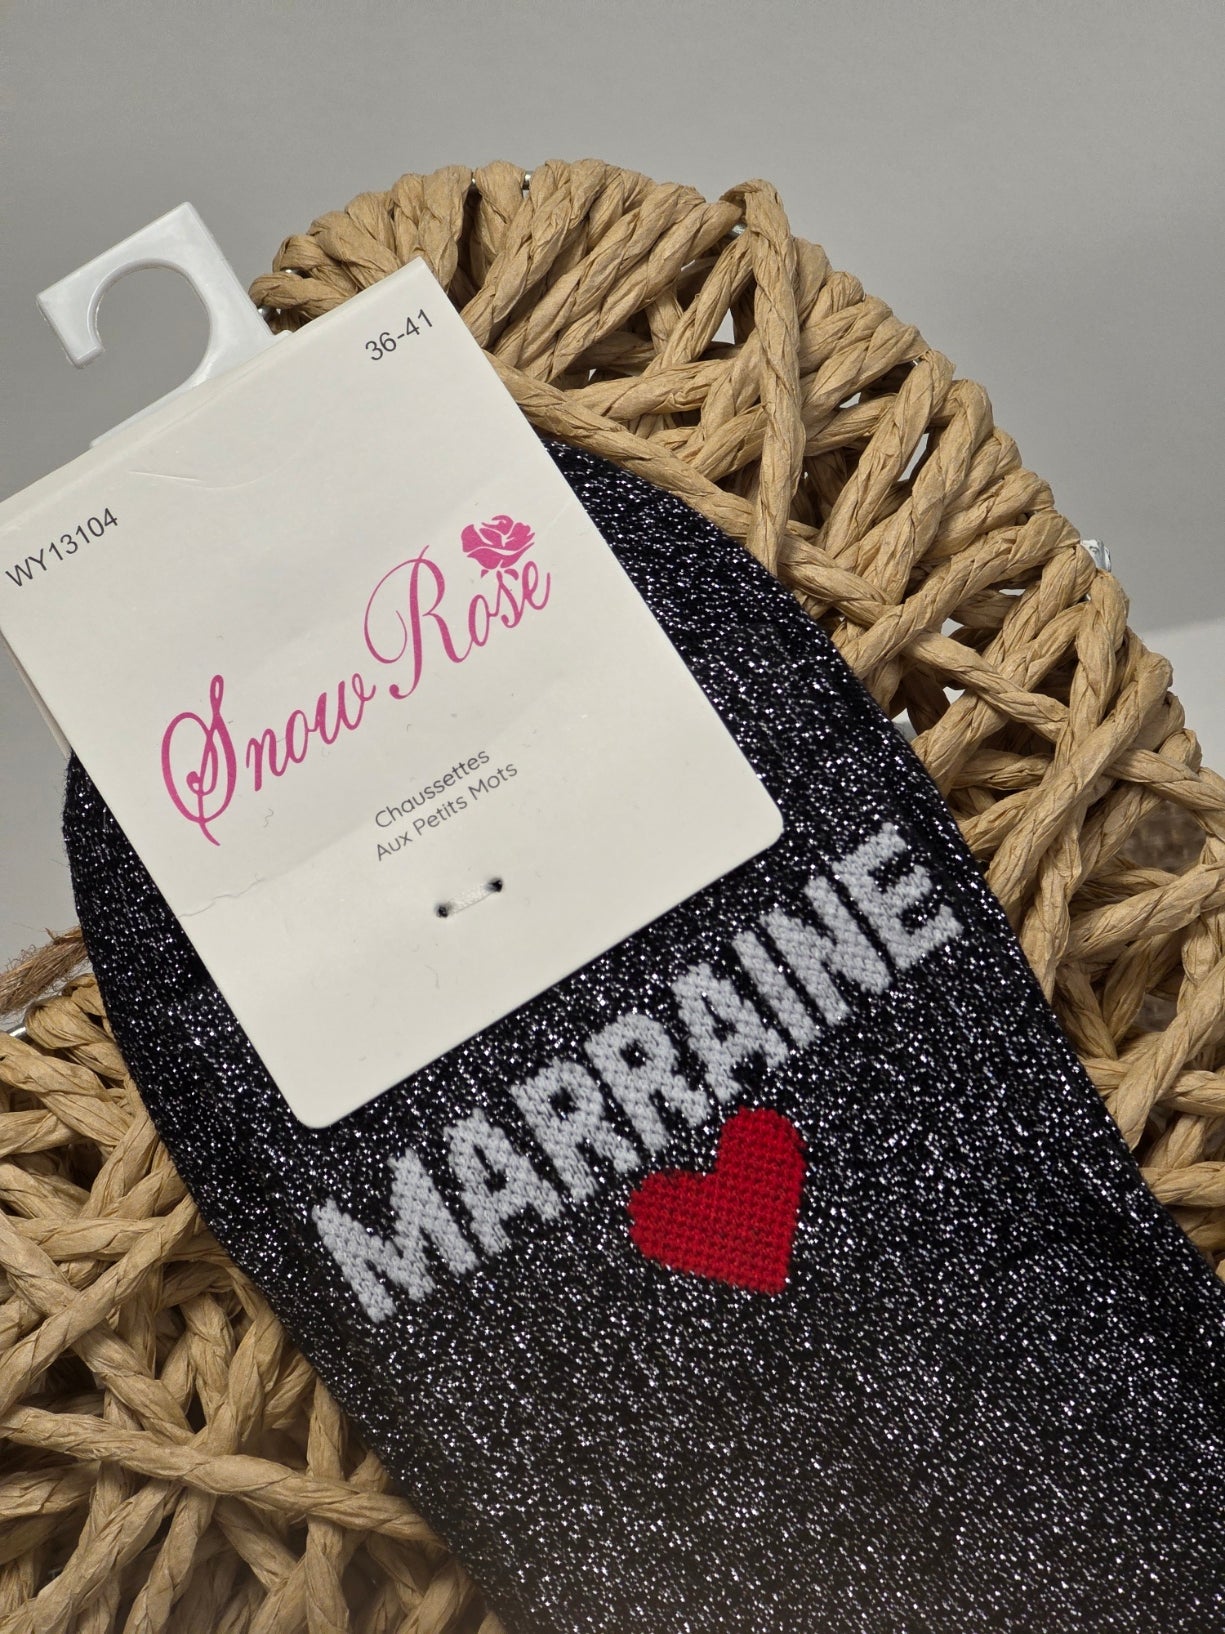 36-41
WY13104
Snow Rose
Chaussettes
Aux Petits Mots
MARRAINE